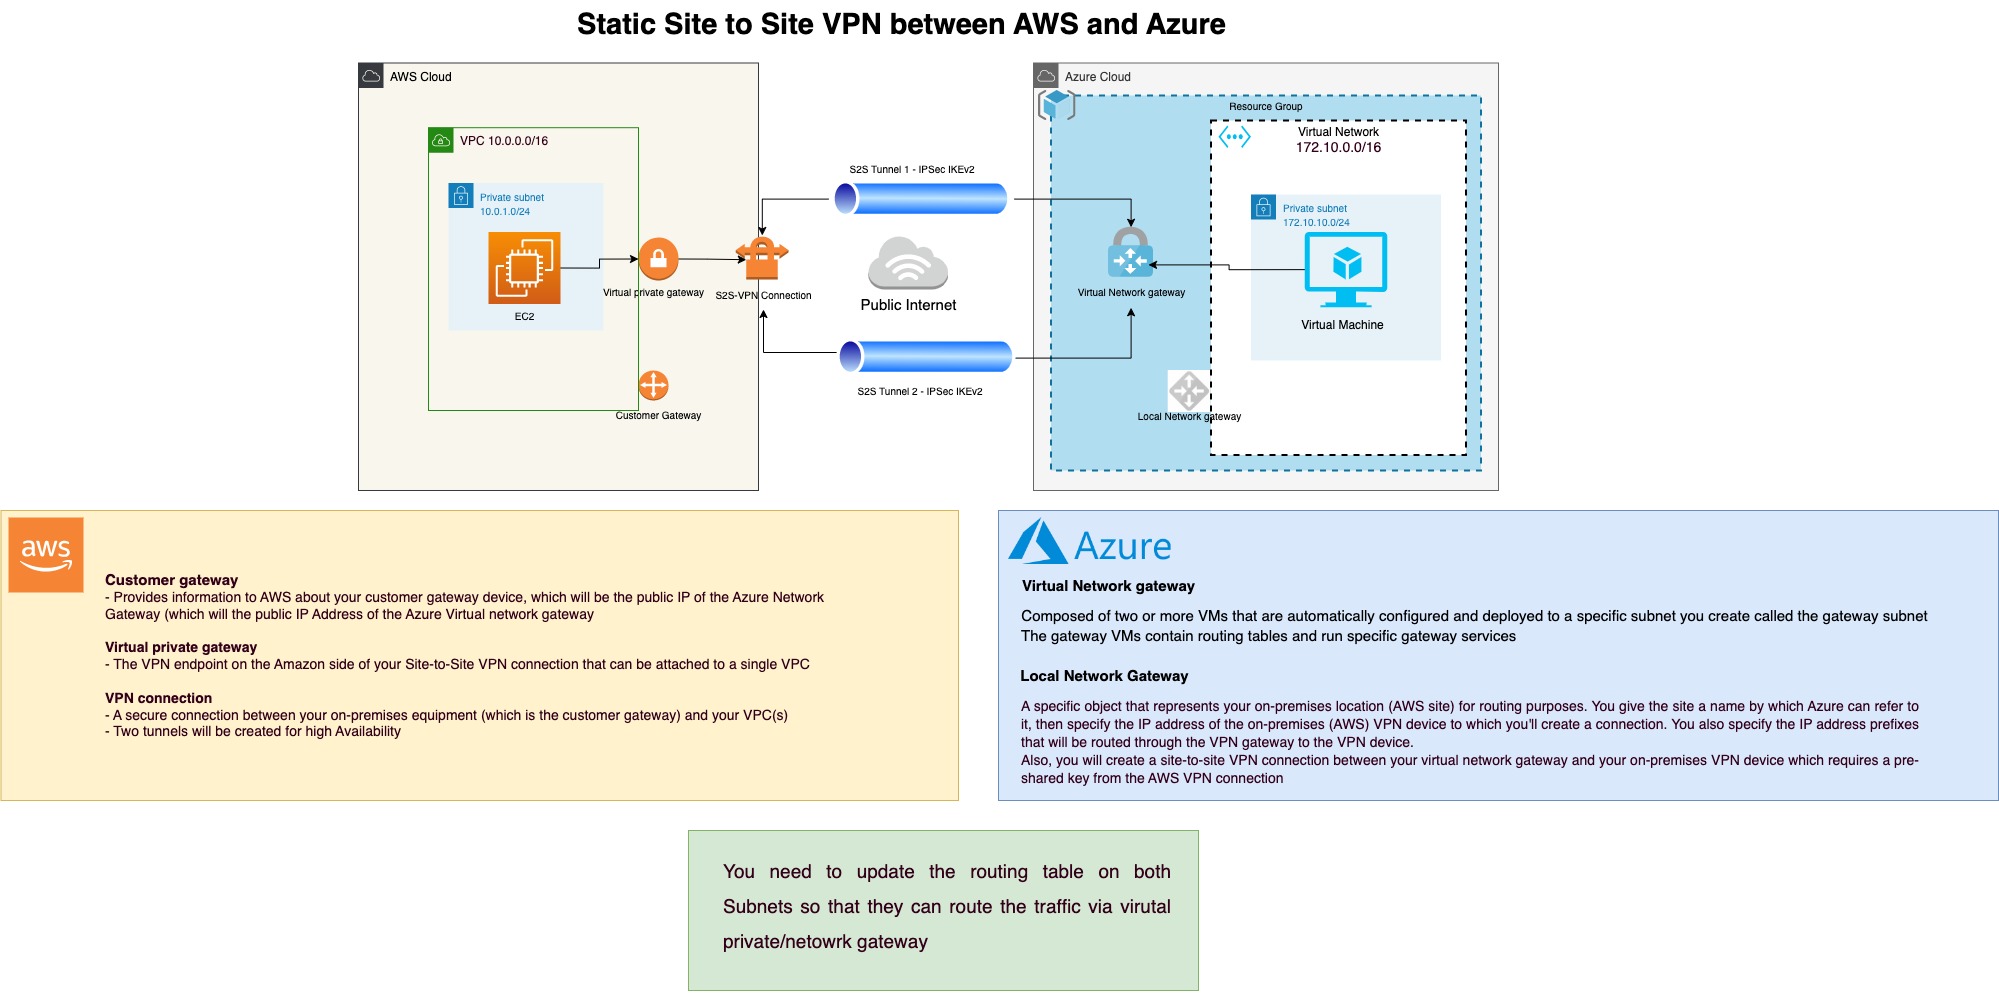 Static Site to Site VPN between AWS and Azure
AWS Cloud
VPC 10.0.0.0/16
Private subnet
10.0.1.0/24
EC2
Virtual private gateway
S2S-VPN Connection
Customer Gateway
S2S Tunnel 1 - IPSec IKEv2
Public Internet
S2S Tunnel 2 - IPSec IKEv2
Azure Cloud
Resource Group
Virtual Network
172.10.0.0/16
Private subnet
172.10.10.0/24
Virtual Machine
Virtual Network gateway
Local Network gateway
aws
Customer gateway
- Provides information to AWS about your customer gateway device, which will be the public IP of the Azure Network
Gateway (which will the public IP Address of the Azure Virtual network gateway
Virtual private gateway
- The VPN endpoint on the Amazon side of your Site-to-Site VPN connection that can be attached to a single VPC
VPN connection
- A secure connection between your on-premises equipment (which is the customer gateway) and your VPC(s)
- Two tunnels will be created for high Availability
Azure
Virtual Network gateway
Composed of two or more VMs that are automatically configured and deployed to a specific subnet you create called the gateway subnet
The gateway VMs contain routing tables and run specific gateway services
Local Network Gateway
A specific object that represents your on-premises location (AWS site) for routing purposes. You give the site a name by which Azure can refer to
it, then specify the IP address of the on-premises (AWS) VPN device to which you'll create a connection. You also specify the IP address prefixes
that will be routed through the VPN gateway to the VPN device.
Also, you will create a site-to-site VPN connection between your virtual network gateway and your on-premises VPN device which requires a pre-
shared key from the AWS VPN connection
You need to update the routing table on both
Subnets so that they can route the traffic via virutal
private/netowrk gateway